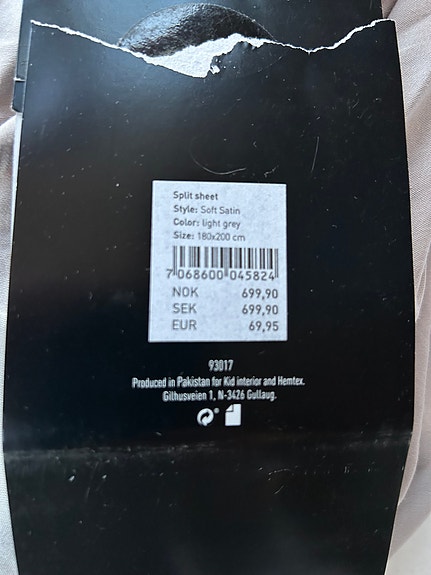 Split sheet
Style: Soft Satin
Color: light grey
Size: 180x200 cm
7 068600 045824
NOK 699,90
SEK 699,90
EUR 69,95
93017
Produced in Pakistan for Kid interior and Hemtex.
Gilhusveien 1, N-3426 Gullaug.